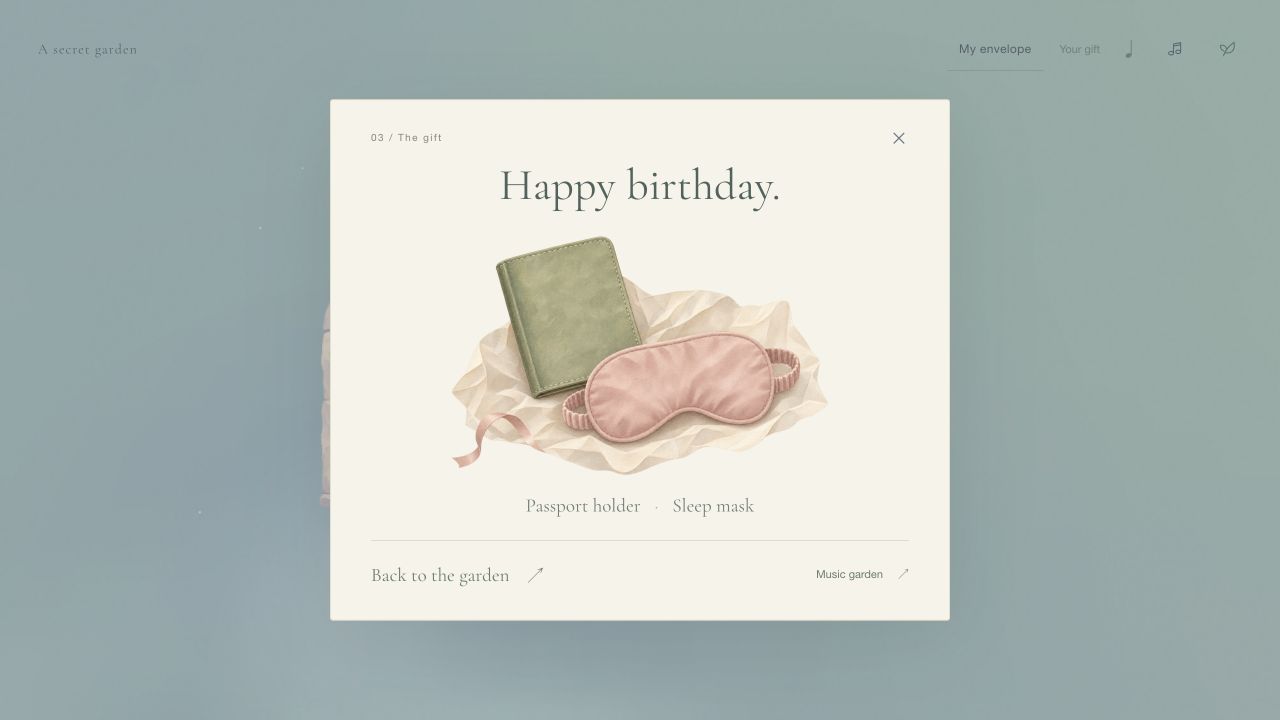 A secret garden
My envelope
Your gift
03 / The gift
Happy birthday.
Passport holder · Sleep mask
Back to the garden
Music garden